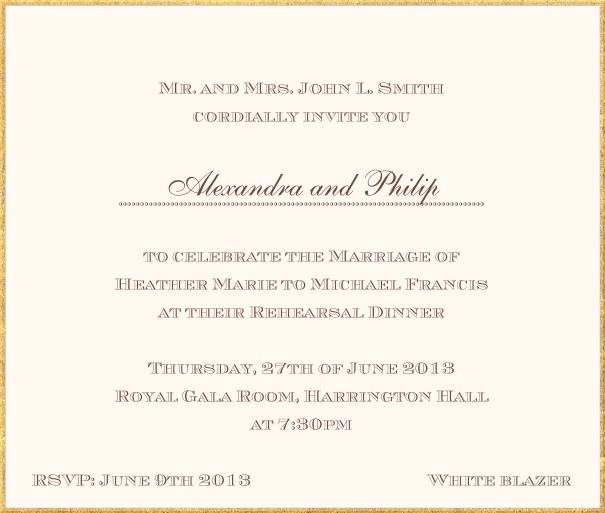 Mr. and Mrs. John L. Smith
cordially invite you
Alexandra and Philip
to celebrate the Marriage of
Heather Marie to Michael Francis
at their Rehearsal Dinner
Thursday, 27th of June 2013
Royal Gala Room, Harrington Hall
at 7:30pm
RSVP: June 9th 2013
White blazer